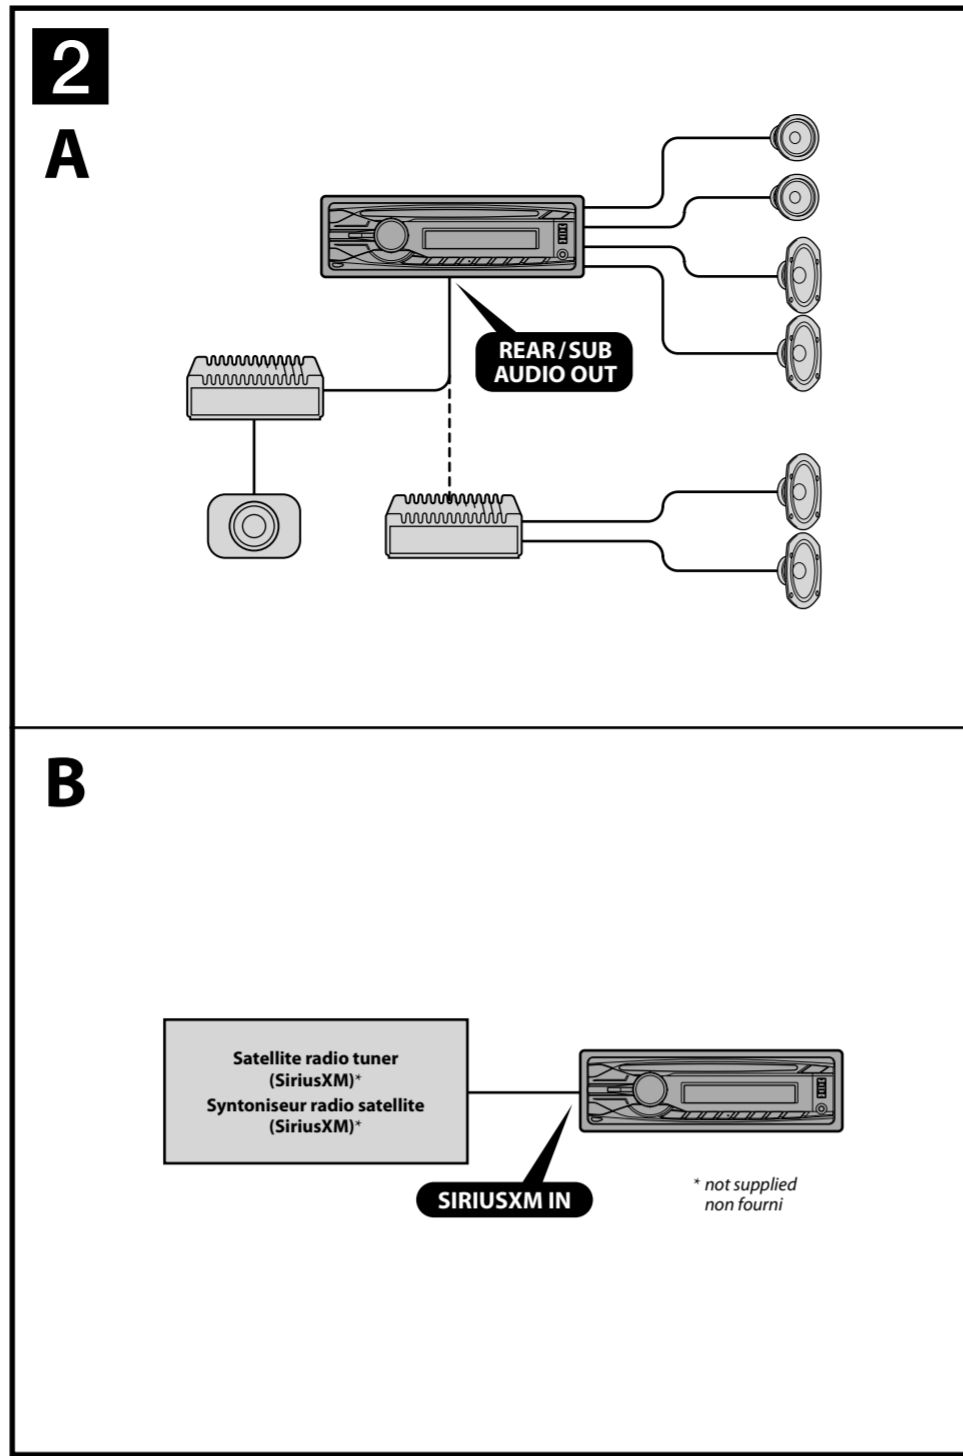 2
A
REAR/SUB
AUDIO OUT
B
Satellite radio tuner
(SiriusXM)*
Syntoniseur radio satellite
(SiriusXM)*
SIRIUSXM IN
* not supplied
non fourni